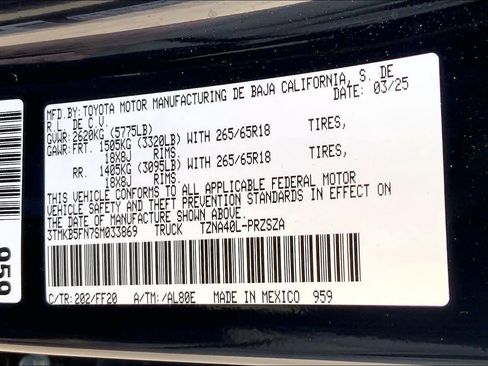 MFD.BY:TOYOTA MOTOR MANUFACTURING DE BAJA CALIFORNIA, S. DE
R.L. DE C.V. DATE: 03/25
GVWR:2620KG (5775LB)
GAWR:FRT. 1505KG (3320LB) WITH 265/65R18 TIRES,
18X8J RIMS,
RR. 1405KG (3095LB) WITH 265/65R18 TIRES,
18X8J RIMS.
THIS VEHICLE CONFORMS TO ALL APPLICABLE FEDERAL MOTOR
VEHICLE SAFETY AND THEFT PREVENTION STANDARDS IN EFFECT ON
THE DATE OF MANUFACTURE SHOWN ABOVE.
3TMKB5FN7SM033869 TRUCK TZNA40L-PRZSZA
C/TR:202/FF20 A/TM:/AL80E MADE IN MEXICO 959
959